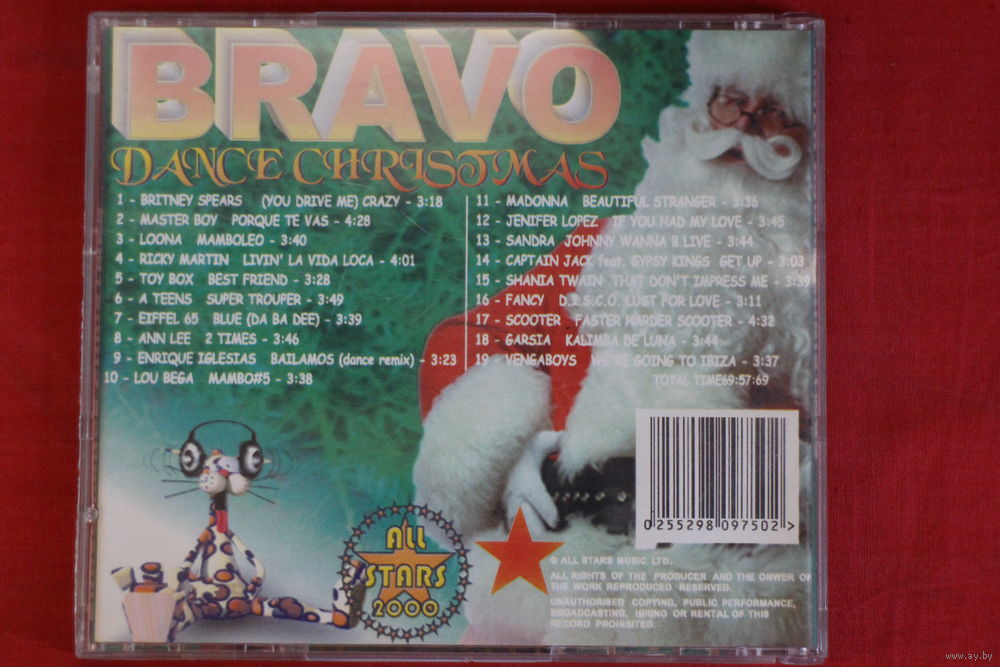 BRAVO
DANCE CHRISTMAS
1 - BRITNEY SPEARS (YOU DRIVE ME) CRAZY - 3:18
2 - MASTER BOY PORQUE TE VAS - 4:28
3 - LOONA MAMBOLEO - 3:40
4 - RICKY MARTIN LIVIN' LA VIDA LOCA - 4:01
5 - TOY BOX BEST FRIEND - 3:28
6 - A TEENS SUPER TROUPER - 3:49
7 - EIFFEL 65 BLUE (DA BA DEE) - 3:39
8 - ANN LEE 2 TIMES - 3:46
9 - ENRIQUE IGLESIAS BAILAMOS (dance remix) - 3:23
10 - LOU BEGA MAMBO#5 - 3:38
11 - MADONNA BEAUTIFUL STRANGER - 3:36
12 - JENIFER LOPEZ IF YOU HAD MY LOVE - 3:45
13 - SANDRA JOHNNY WANNA B LIVE - 3:44
14 - CAPTAIN JACK feat. GYPSY KINGS GET UP - 3:03
15 - SHANIA TWAIN THAT DON'T IMPRESS ME - 3:39
16 - FANCY D.I.S.C.O. LUST FOR LOVE - 3:11
17 - SCOOTER FASTER HARDER SCOOTER - 4:32
18 - GARSIA KALIMBA DE LUNA - 3:44
19 - VENGABOYS WE'RE GOING TO IBIZA - 3:37
TOTAL TIME69:57:69
ALL
STARS
2000
0 255298 097502 >
© ALL STARS MUSIC LTD.
ALL RIGHTS OF THE PRODUCER AND THE ONWER OF
THE WORK REPRODUCED RESERVED.
UNAUTHORISED COPYING, PUBLIC PERFORMANCE,
BROADCASTING, HIRING OR RENTAL OF THIS
RECORD PROHIBITED.
www.ay.by